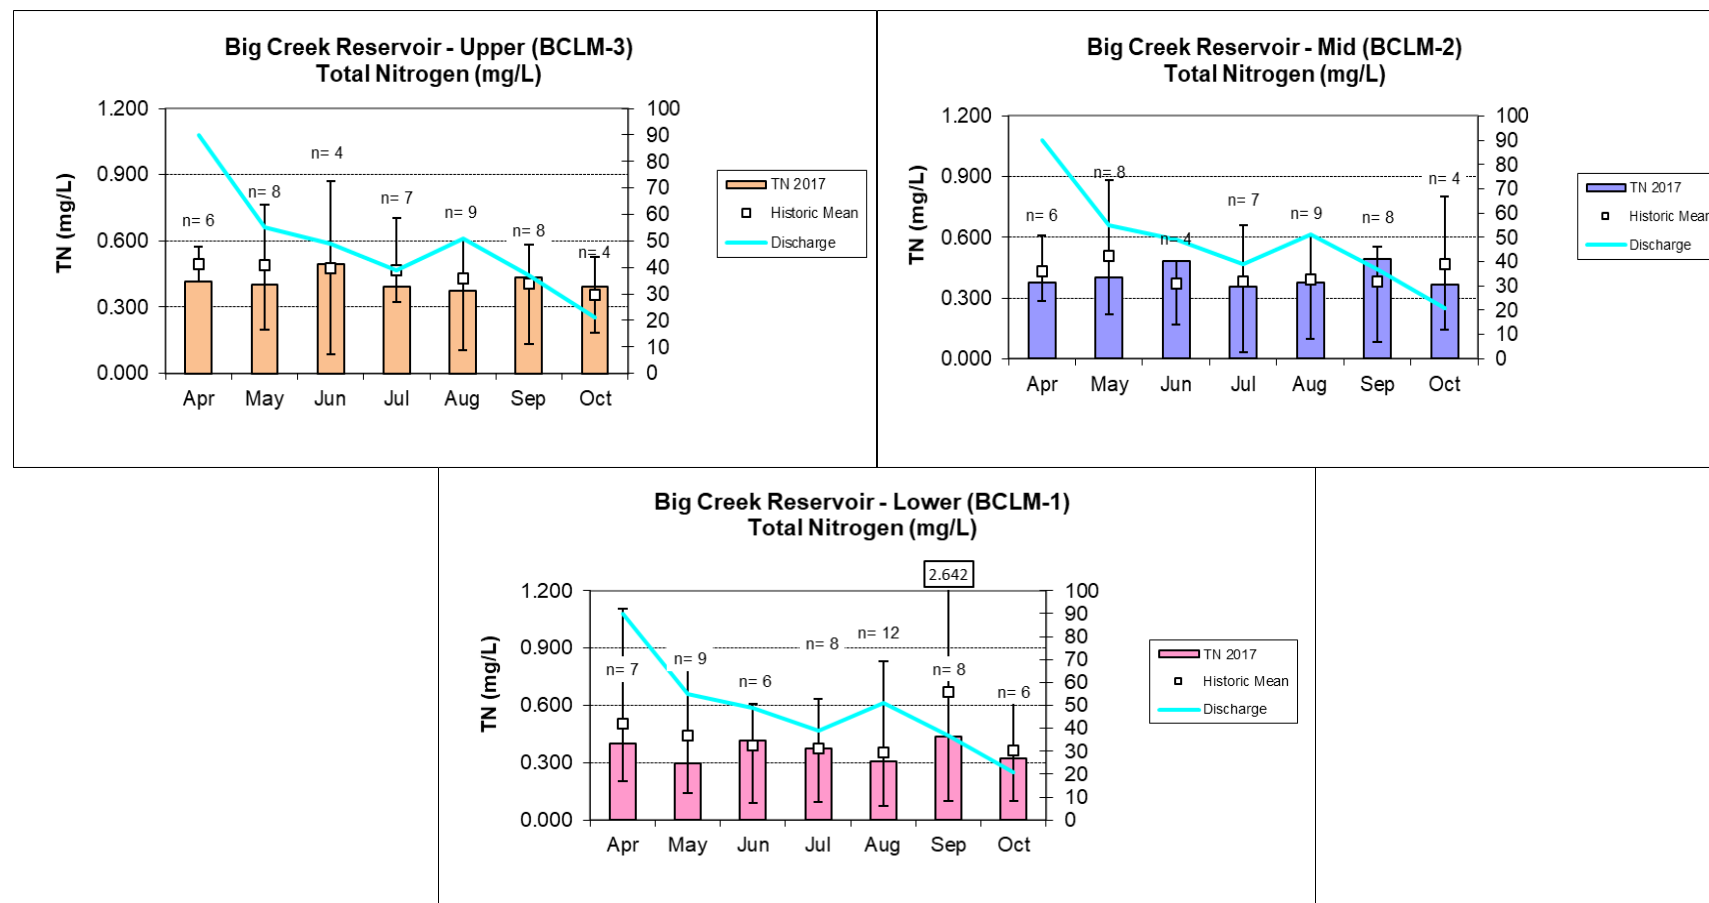 Big Creek Reservoir - Upper (BCLM-3)
Total Nitrogen (mg/L)
TN (mg/L)
1.200
0.900
0.600
0.300
0.000
100
90
80
70
60
50
40
30
20
10
0
n= 6
n= 8
n= 4
n= 7
n= 9
n= 8
n= 4
Apr May Jun Jul Aug Sep Oct
TN 2017
Historic Mean
Discharge
Big Creek Reservoir - Mid (BCLM-2)
Total Nitrogen (mg/L)
TN (mg/L)
1.200
0.900
0.600
0.300
0.000
100
90
80
70
60
50
40
30
20
10
0
n= 6
n= 8
n= 4
n= 7
n= 9
n= 8
n= 4
Apr May Jun Jul Aug Sep Oct
TN 2017
Historic Mean
Discharge
Big Creek Reservoir - Lower (BCLM-1)
Total Nitrogen (mg/L)
TN (mg/L)
2.642
1.200
0.900
0.600
0.300
0.000
100
90
80
70
60
50
40
30
20
10
0
n= 7
n= 9
n= 6
n= 8
n= 12
n= 8
n= 6
Apr May Jun Jul Aug Sep Oct
TN 2017
Historic Mean
Discharge